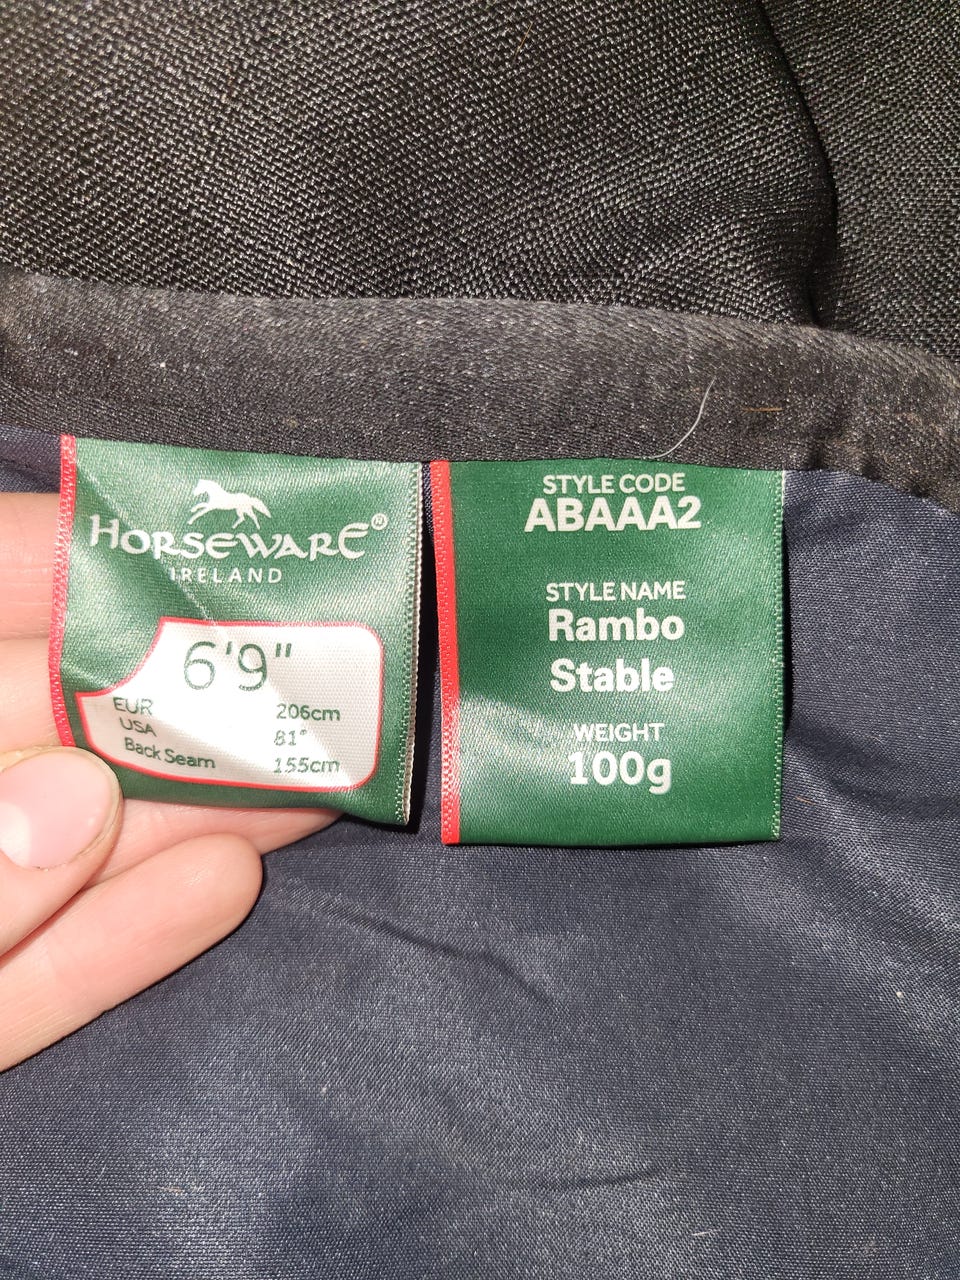 HORSEWARE®
IRELAND
6'9"
EUR 206cm
USA 81"
Back Seam 155cm
STYLE CODE
ABAAA2
STYLE NAME
Rambo
Stable
WEIGHT
100g